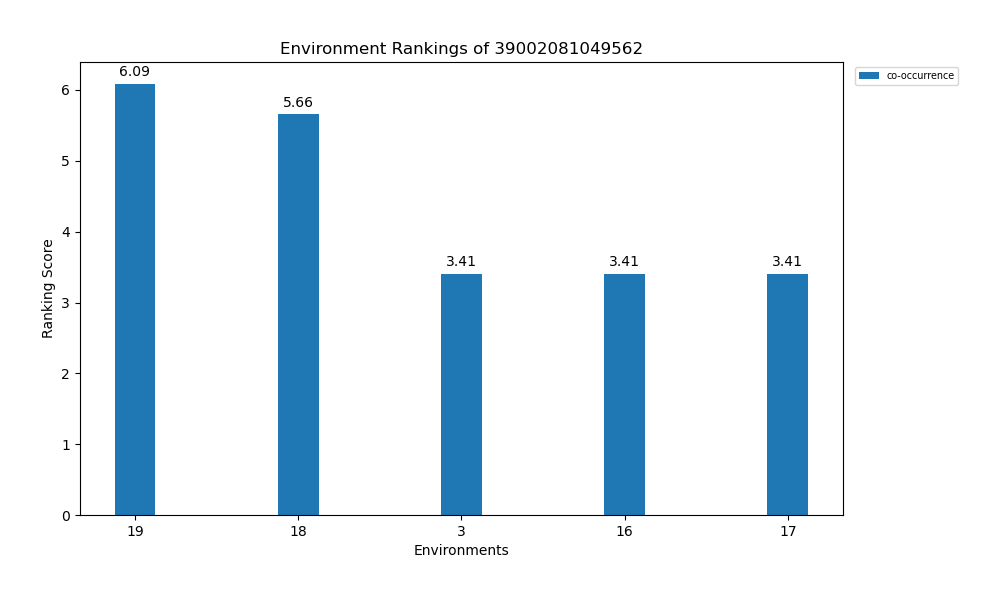 Environment Rankings of 39002081049562
co-occurrence
6.09
5.66
3.41
3.41
3.41
Ranking Score
6
5
4
3
2
1
0
19 18 3 16 17
Environments